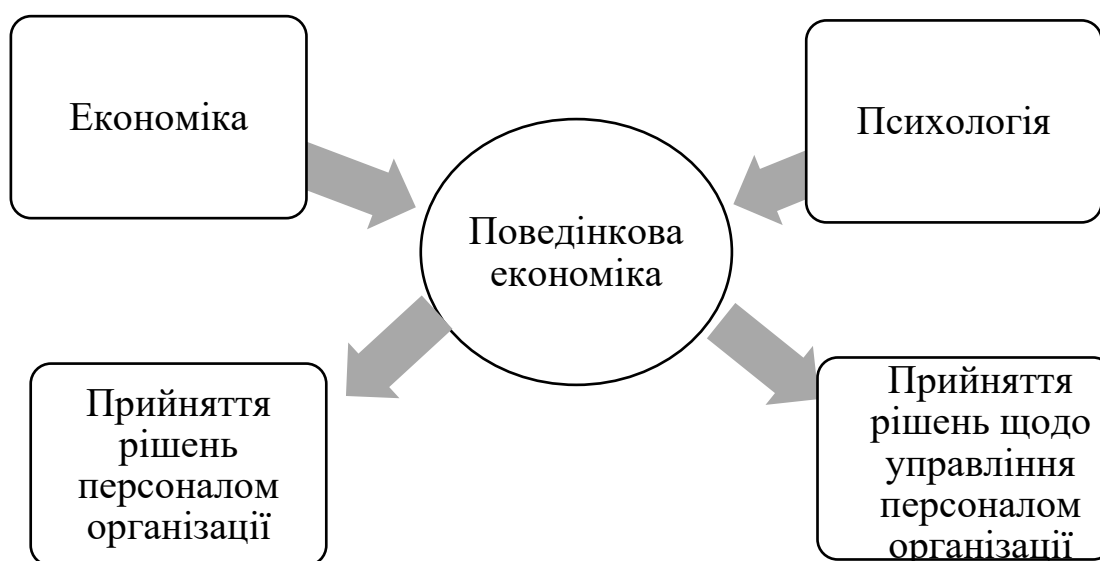 Економіка
Психологія
Поведінкова
економіка
Прийняття
рішень
персоналом
організації
Прийняття
рішень щодо
управління
персоналом
організації